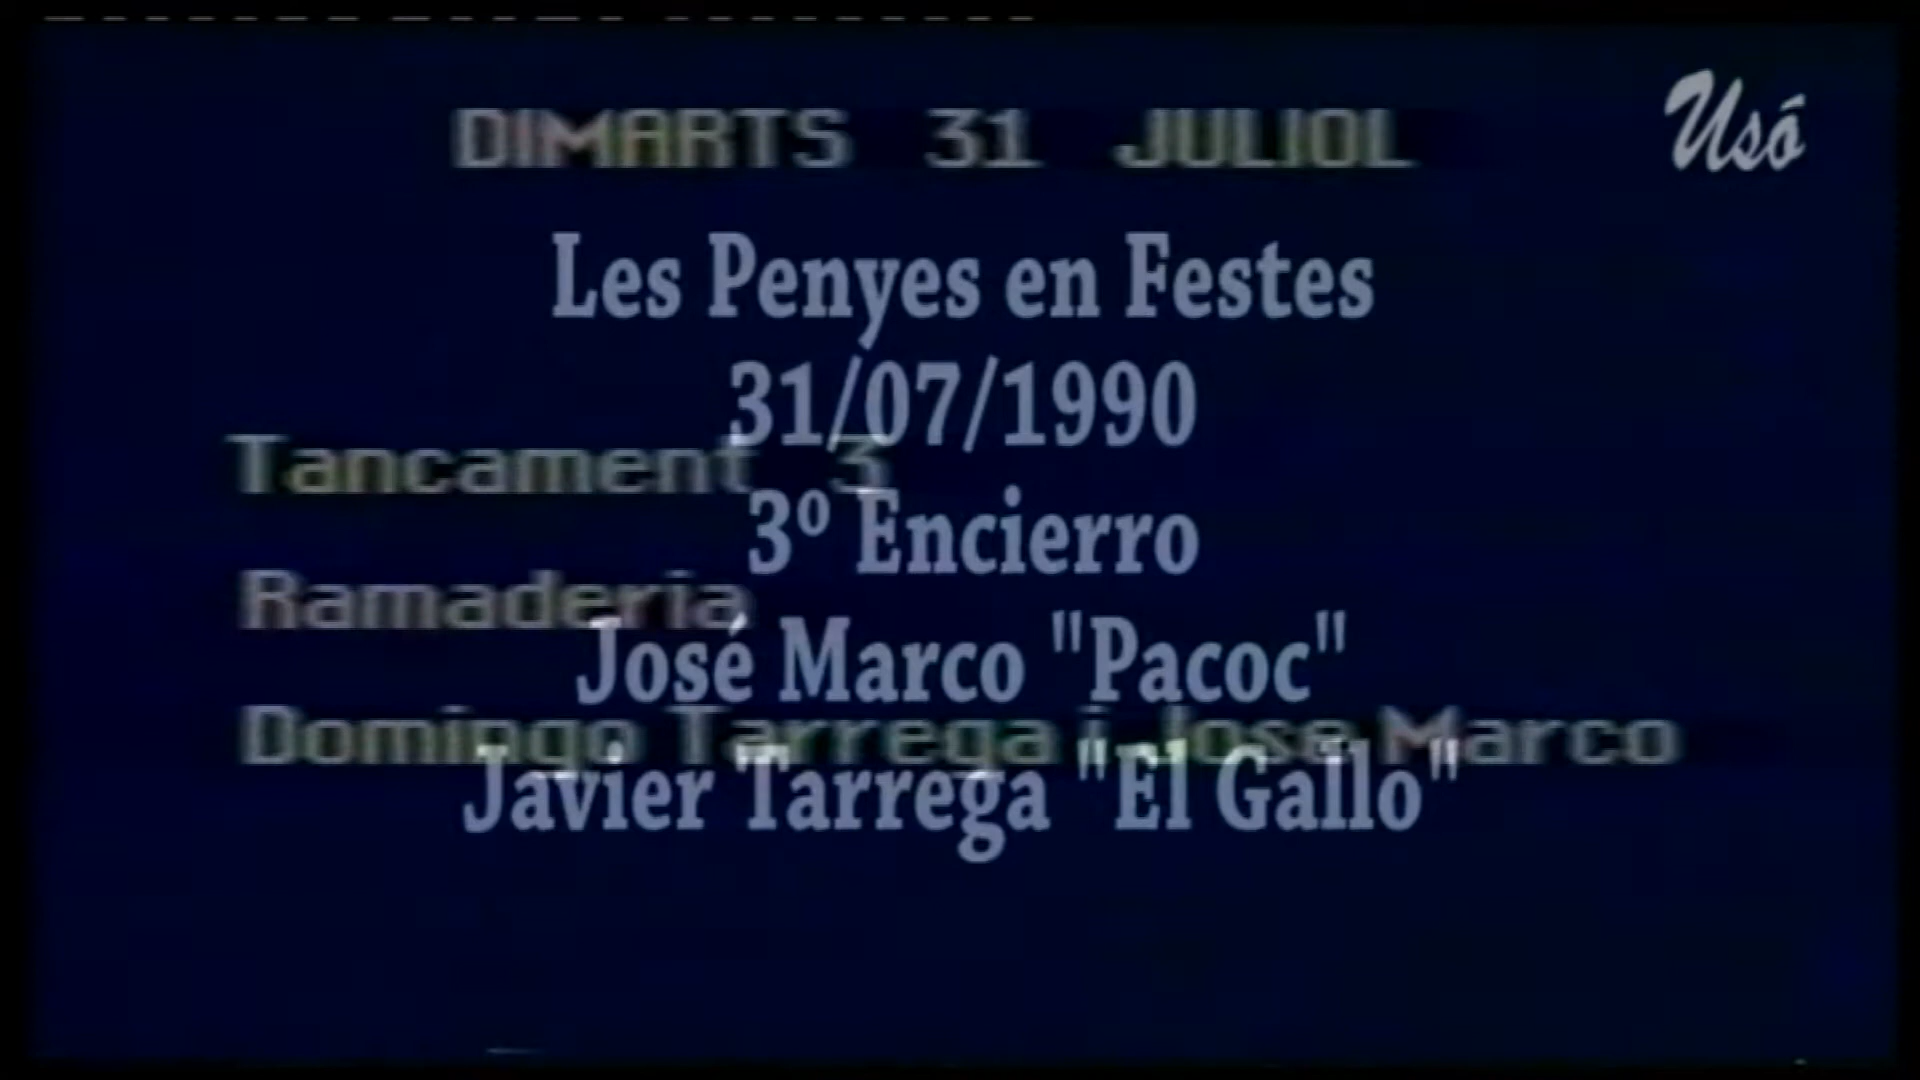 DIMARTS 31 JULIOL
Usó
Les Penyes en Festes
31/07/1990
Tancament 3
3º Encierro
Ramaderia
José Marco "Pacoc"
Domingo Tarrega i Jose Marco
Javier Tarrega "El Gallo"